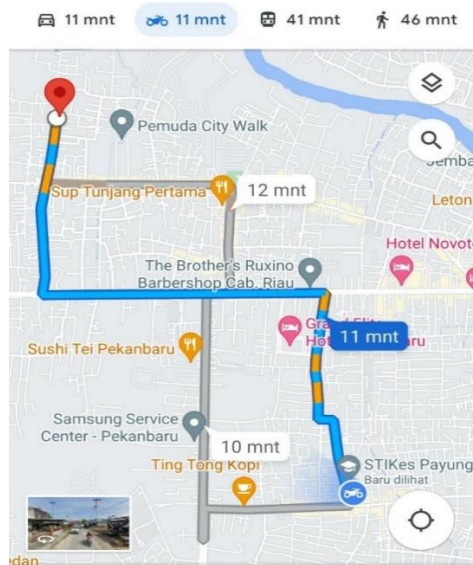 11 mnt
11 mnt
41 mnt
46 mnt
Pemuda City Walk
Sup Tunjang Pertama
12 mnt
Leton
Hotel Novot
The Brother's Ruxino
Barbershop Cab. Riau
11 mnt
Sushi Tei Pekanbaru
Samsung Service
Center - Pekanbaru
10 mnt
Ting Tong Kopi
STIKes Payung
Baru dilihat
edan